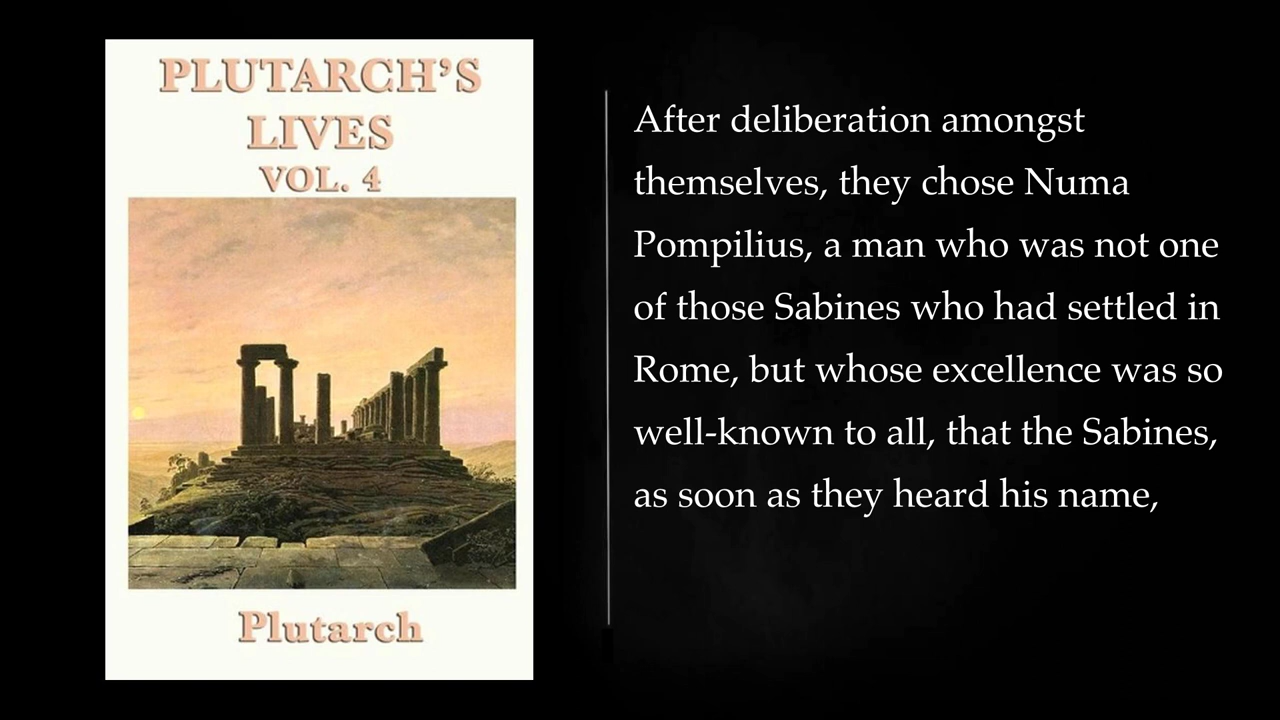 PLUTARCH'S
LIVES
VOL. 4
Plutarch
After deliberation amongst
themselves, they chose Numa
Pompilius, a man who was not one
of those Sabines who had settled in
Rome, but whose excellence was so
well-known to all, that the Sabines,
as soon as they heard his name,